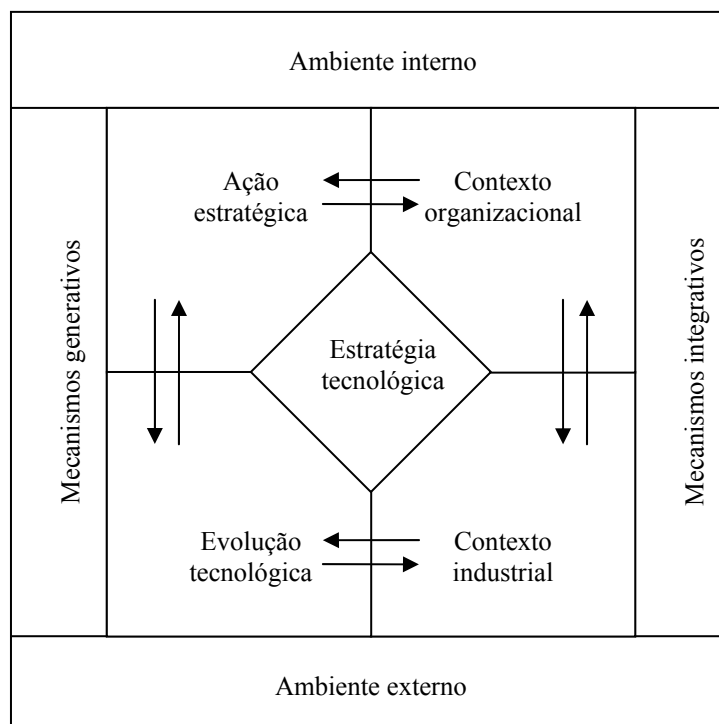 Ambiente interno
Ação
estratégica
Contexto
organizacional
Mecanismos generativos
Estratégia
tecnológica
Mecanismos integrativos
Evolução
tecnológica
Contexto
industrial
Ambiente externo